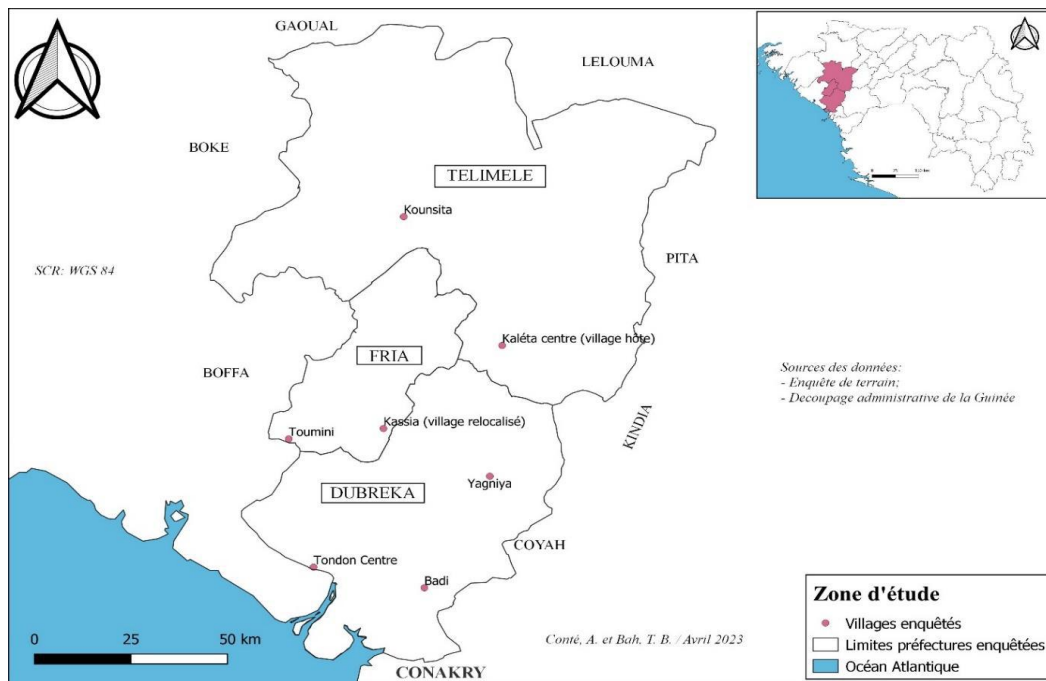 GAOUAL
LELOUMA
BOKE
TELIMELE
Kounsita
PITA
SCR: WGS 84
Kaléta centre (village hôte)
FRIA
BOFFA
Sources des données:
- Enquête de terrain;
- Decoupage administrative de la Guinée
KINDIA
Kassia (village relocalisé)
Toumini
Yagniya
DUBREKA
COYAH
Tondon Centre
Badi
0 25 50 km
Conté, A. et Bah, T. B. / Avril 2023
CONAKRY
Zone d'étude
Villages enquêtés
Limites préfectures enquêtées
Océan Atlantique